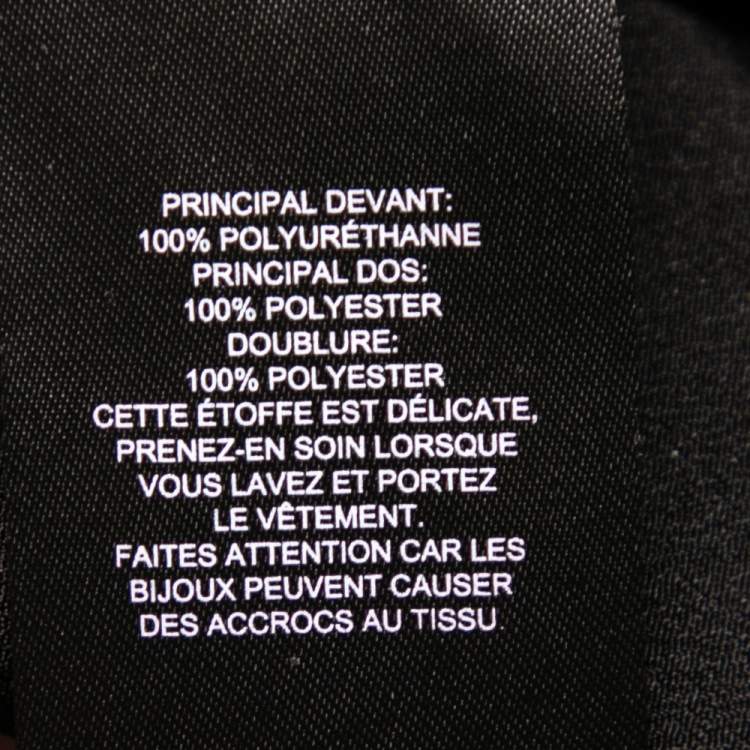 PRINCIPAL DEVANT:
100% POLYURÉTHANNE
PRINCIPAL DOS:
100% POLYESTER
DOUBLURE:
100% POLYESTER
CETTE ÉTOFFE EST DÉLICATE,
PRENEZ-EN SOIN LORSQUE
VOUS LAVEZ ET PORTEZ
LE VÊTEMENT.
FAITES ATTENTION CAR LES
BIJOUX PEUVENT CAUSER
DES ACCROCS AU TISSU.